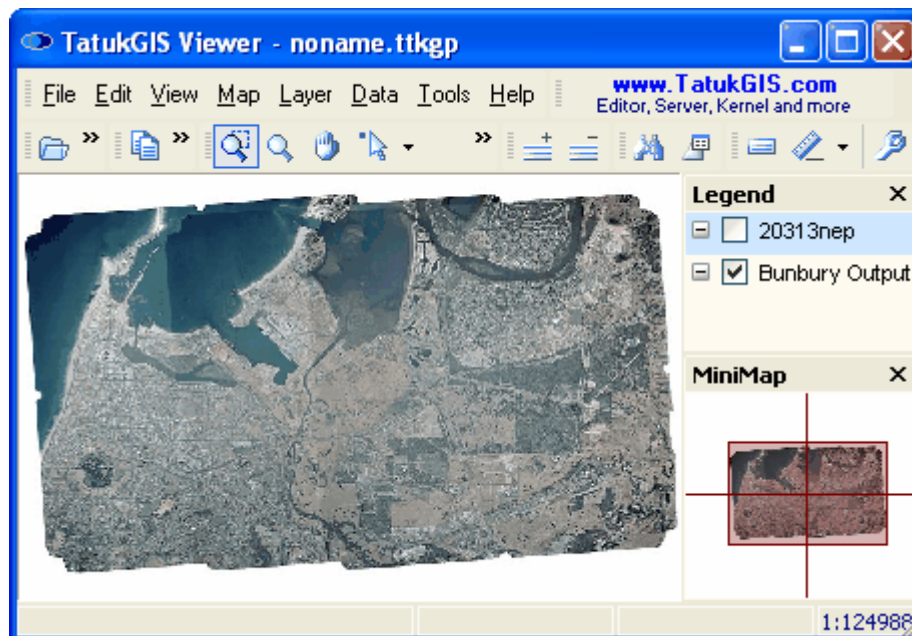 TatukGIS Viewer - noname.ttkgp
File Edit View Map Layer Data Tools Help
www.TatukGIS.com
Editor, Server, Kernel and more
Legend
20313nep
Bunbury Output
MiniMap
1:124988